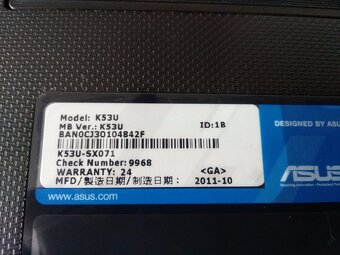 Model: K53U
MB Ver.: K53U
ID:1B
BAN0CJ30104842F
K53U-SX071
Check Number: 9968
WARRANTY: 24 <GA>
MFD/製造日期/制造日期: 2011-10
www.asus.com
DESIGNED BY ASU
ASUS